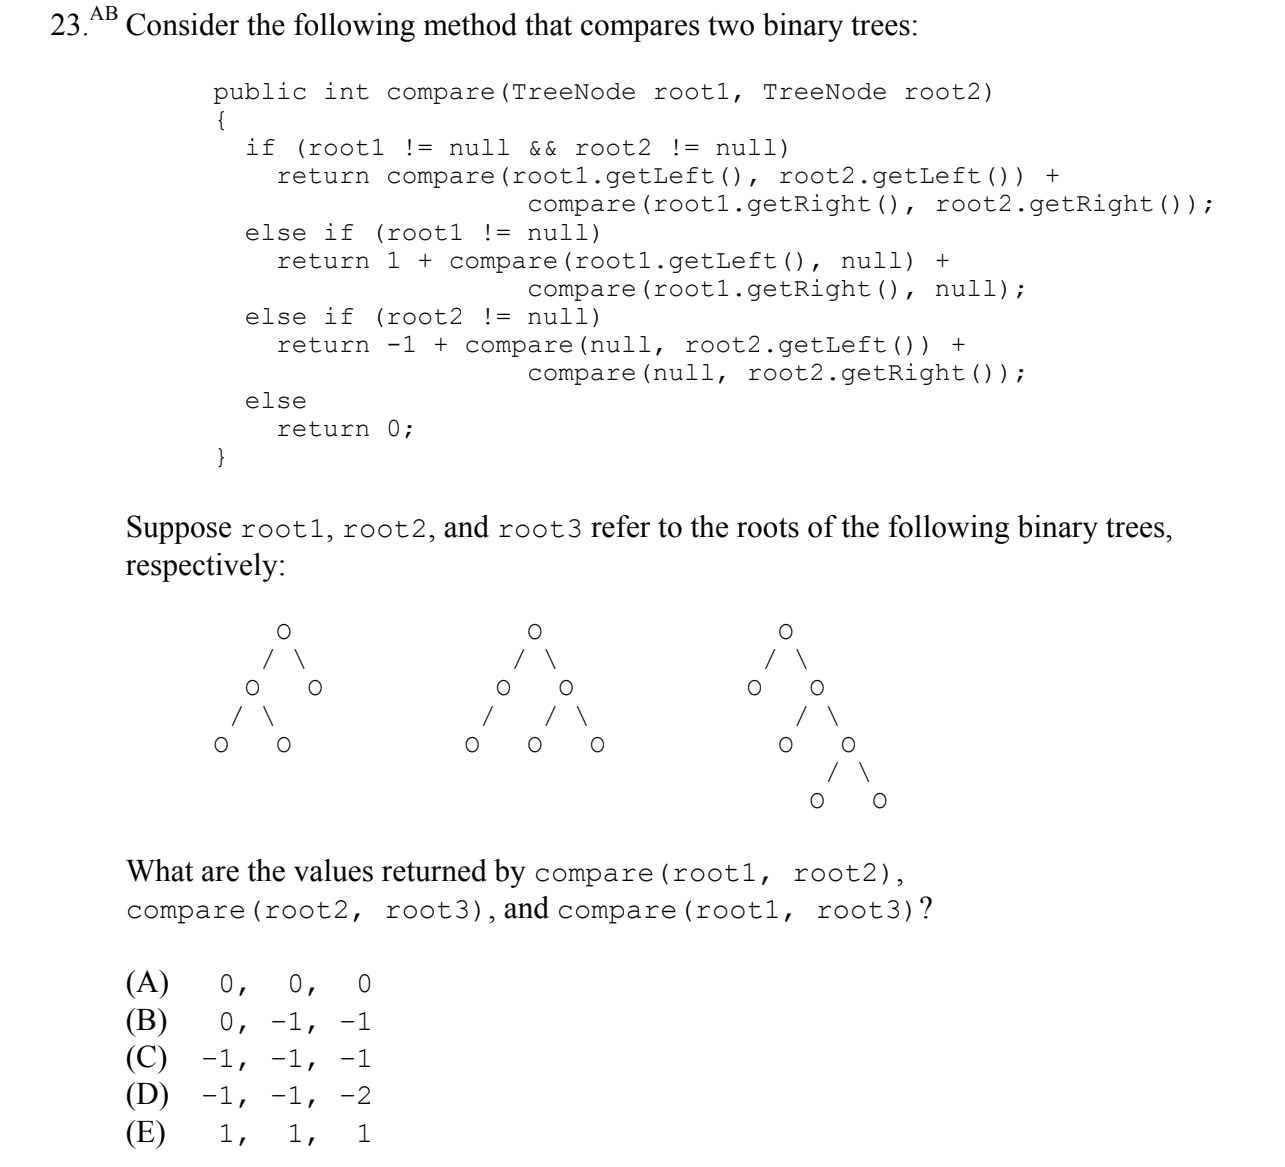 23.AB Consider the following method that compares two binary trees:
public int compare(TreeNode root1, TreeNode root2)
{
if (root1 != null && root2 != null)
return compare(root1.getLeft(), root2.getLeft()) +
compare(root1.getRight(), root2.getRight());
else if (root1 != null)
return 1 + compare(root1.getLeft(), null) +
compare(root1.getRight(), null);
else if (root2 != null)
return -1 + compare(null, root2.getLeft()) +
compare(null, root2.getRight());
else
return 0;
}
Suppose root1, root2, and root3 refer to the roots of the following binary trees,
respectively:
O O O
/ \ / \ / \
O O O O O O
/ \ / / \ / \
O O O O O O O
/ \
O O
What are the values returned by compare(root1, root2),
compare(root2, root3), and compare(root1, root3)?
(A) 0, 0, 0
(B) 0, -1, -1
(C) -1, -1, -1
(D) -1, -1, -2
(E) 1, 1, 1